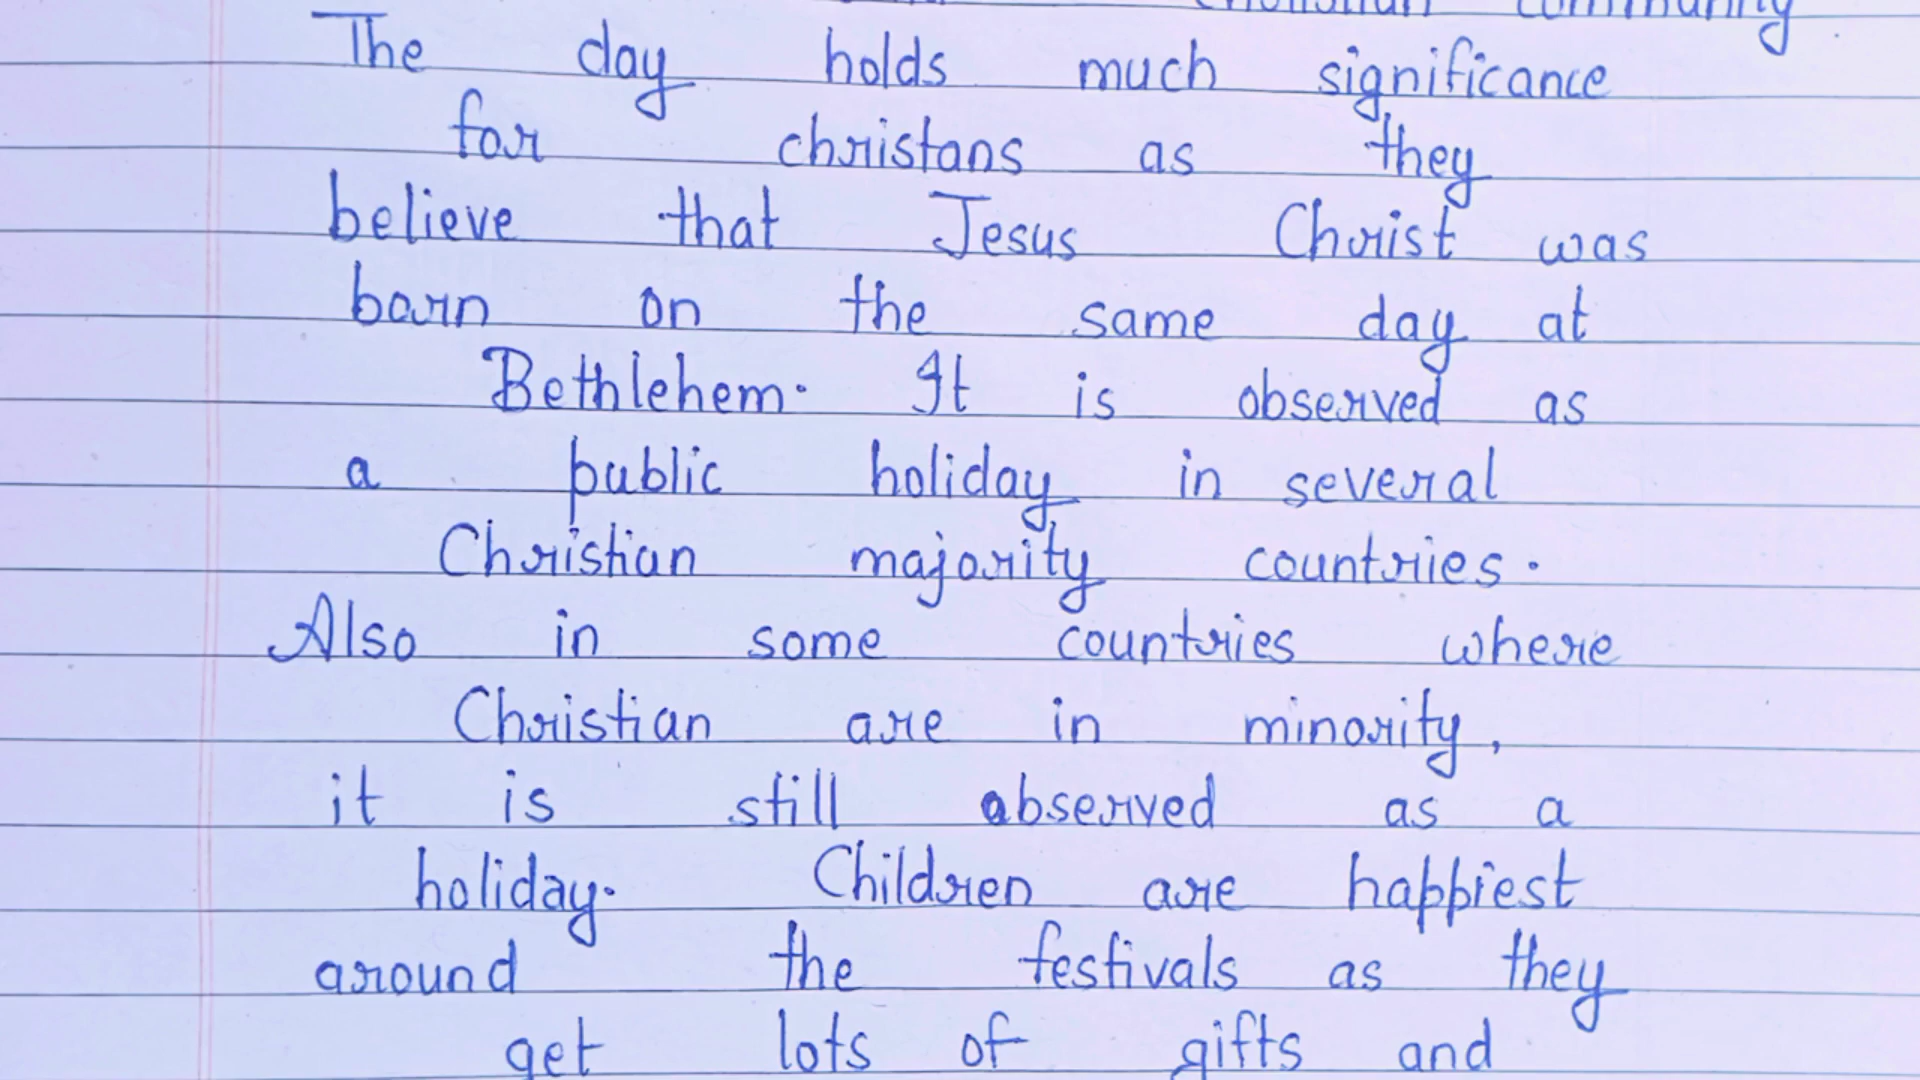 Christian community.
The day holds much significance
for christans as they
believe that Jesus Christ was
born on the same day at
Bethlehem. It is observed as
a public holiday in several
Christian majority countries.
Also in some countries where
Christian are in minority,
it is still observed as a
holiday. Children are happiest
around the festivals as they
get lots of gifts and